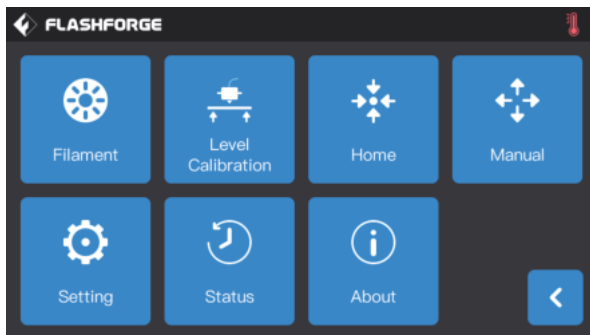 FLASHFORGE
Filament
Level
Calibration
Home
Manual
Setting
Status
About